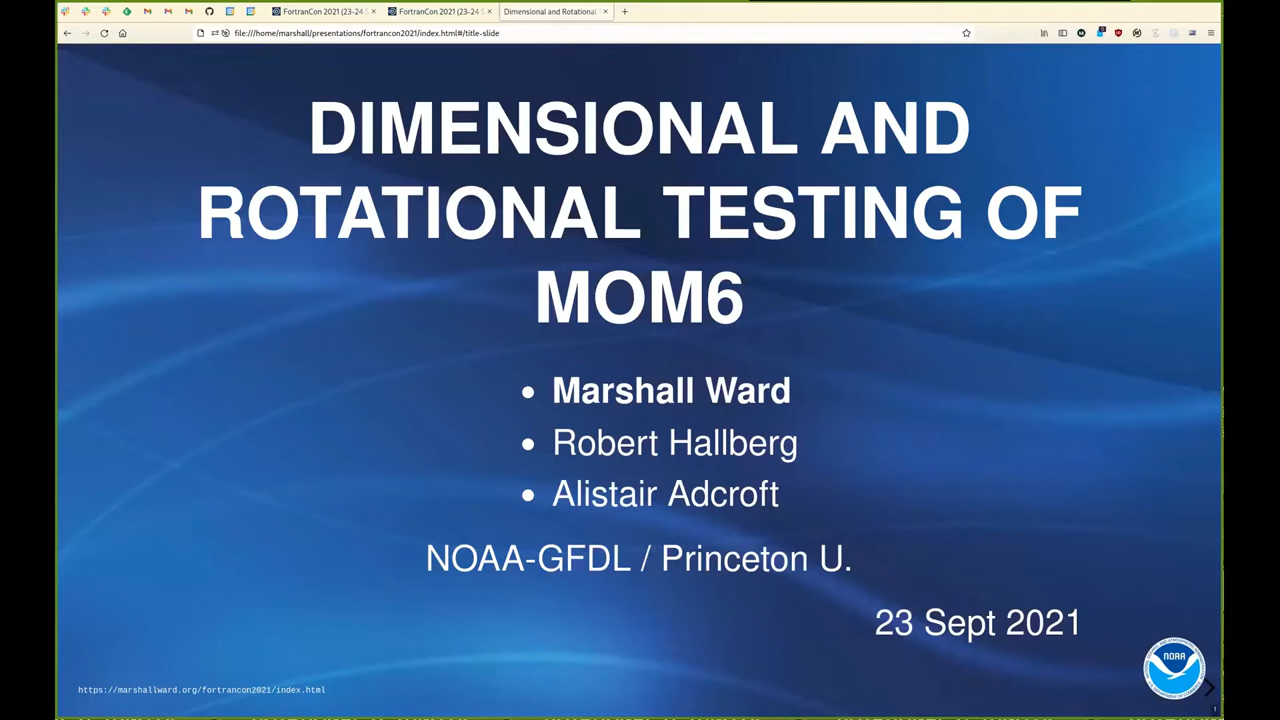 FortranCon 2021 (23-24 S
FortranCon 2021 (23-24 S
Dimensional and Rotational
file:///home/marshall/presentations/fortrancon2021/index.html#/title-slide
DIMENSIONAL AND
ROTATIONAL TESTING OF
MOM6
• Marshall Ward
• Robert Hallberg
• Alistair Adcroft
NOAA-GFDL / Princeton U.
23 Sept 2021
NOAA
https://marshallward.org/fortrancon2021/index.html
1